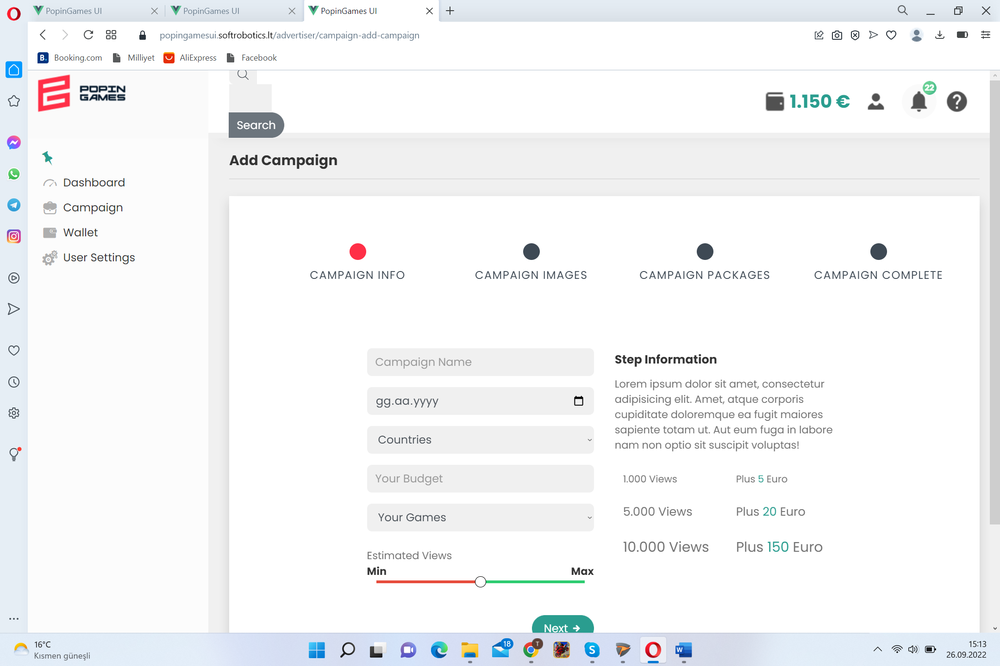 PopinGames UI
PopinGames UI
PopinGames UI
popingamesui.softrobotics.lt/advertiser/campaign-add-campaign
B. Booking.com
Milliyet
AliExpress
Facebook
POPIN
GAMES
Search
1.150 €
22
Dashboard
Campaign
Wallet
User Settings
Add Campaign
CAMPAIGN INFO
CAMPAIGN IMAGES
CAMPAIGN PACKAGES
CAMPAIGN COMPLETE
Campaign Name
gg.aa.yyyy
Countries
Your Budget
Your Games
Estimated Views
Min Max
Next
Step Information
Lorem ipsum dolor sit amet, consectetur
adipisicing elit. Amet, atque corporis
cupiditate doloremque ea fugit maiores
sapiente totam ut. Aut eum fuga in labore
nam non optio sit suscipit voluptas!
1.000 Views Plus 5 Euro
5.000 Views Plus 20 Euro
10.000 Views Plus 150 Euro
16°C
Kısmen güneşli
18
T
S
W
15:13
26.09.2022